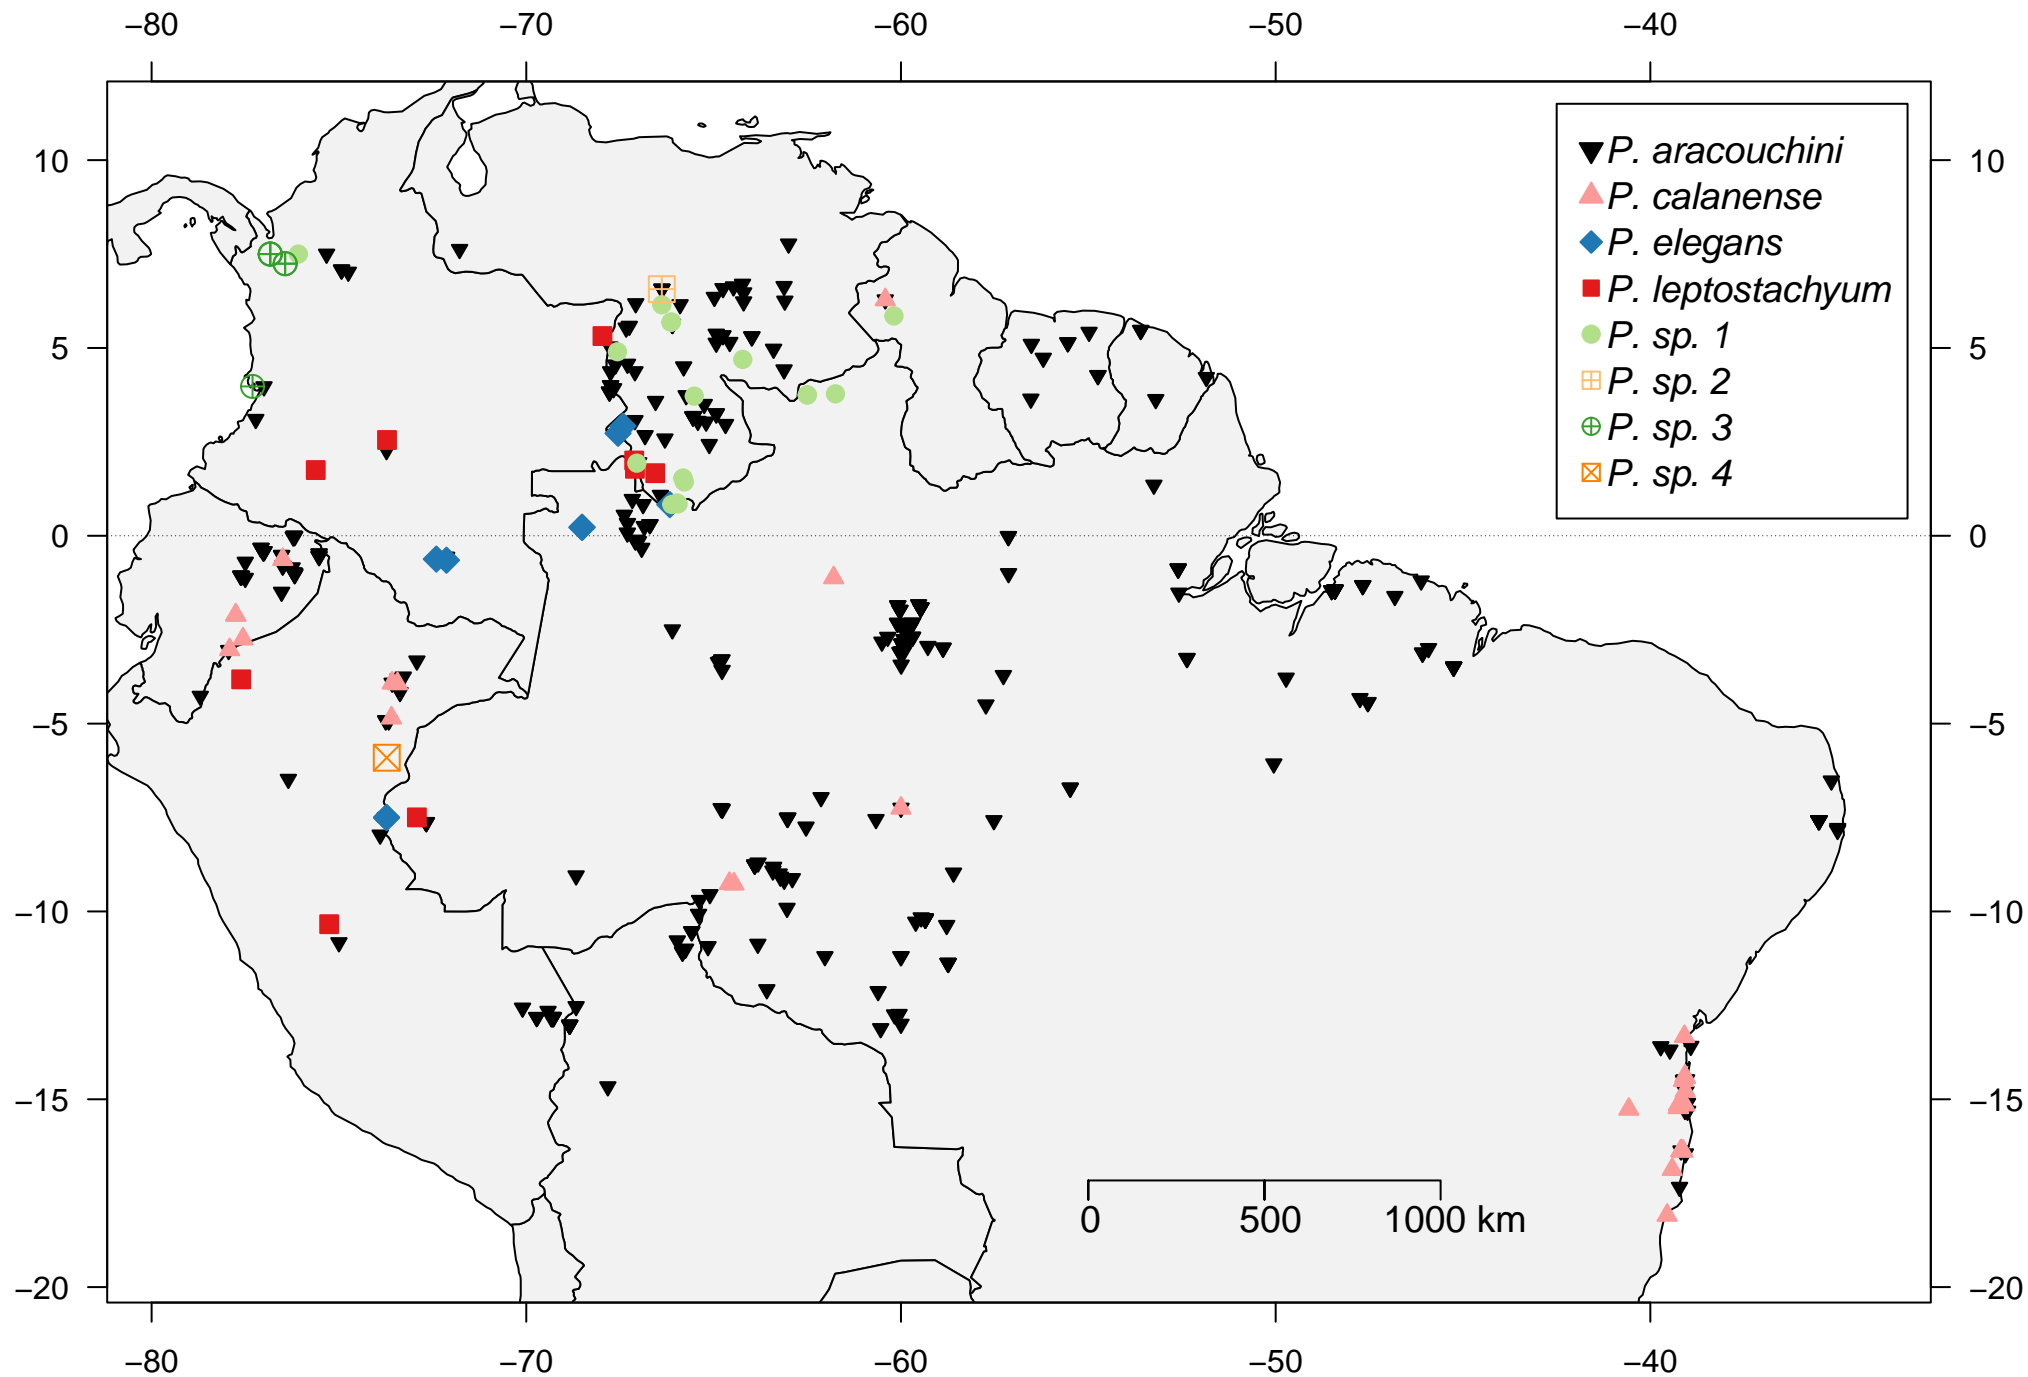 −80 −70 −60 −50 −40
P. aracouchini
P. calanense
P. elegans
P. leptostachyum
P. sp. 1
P. sp. 2
P. sp. 3
P. sp. 4
10 10
5 5
0 0
−5 −5
−10 −10
−15 −15
0 500 1000 km
−20 −20
−80 −70 −60 −50 −40